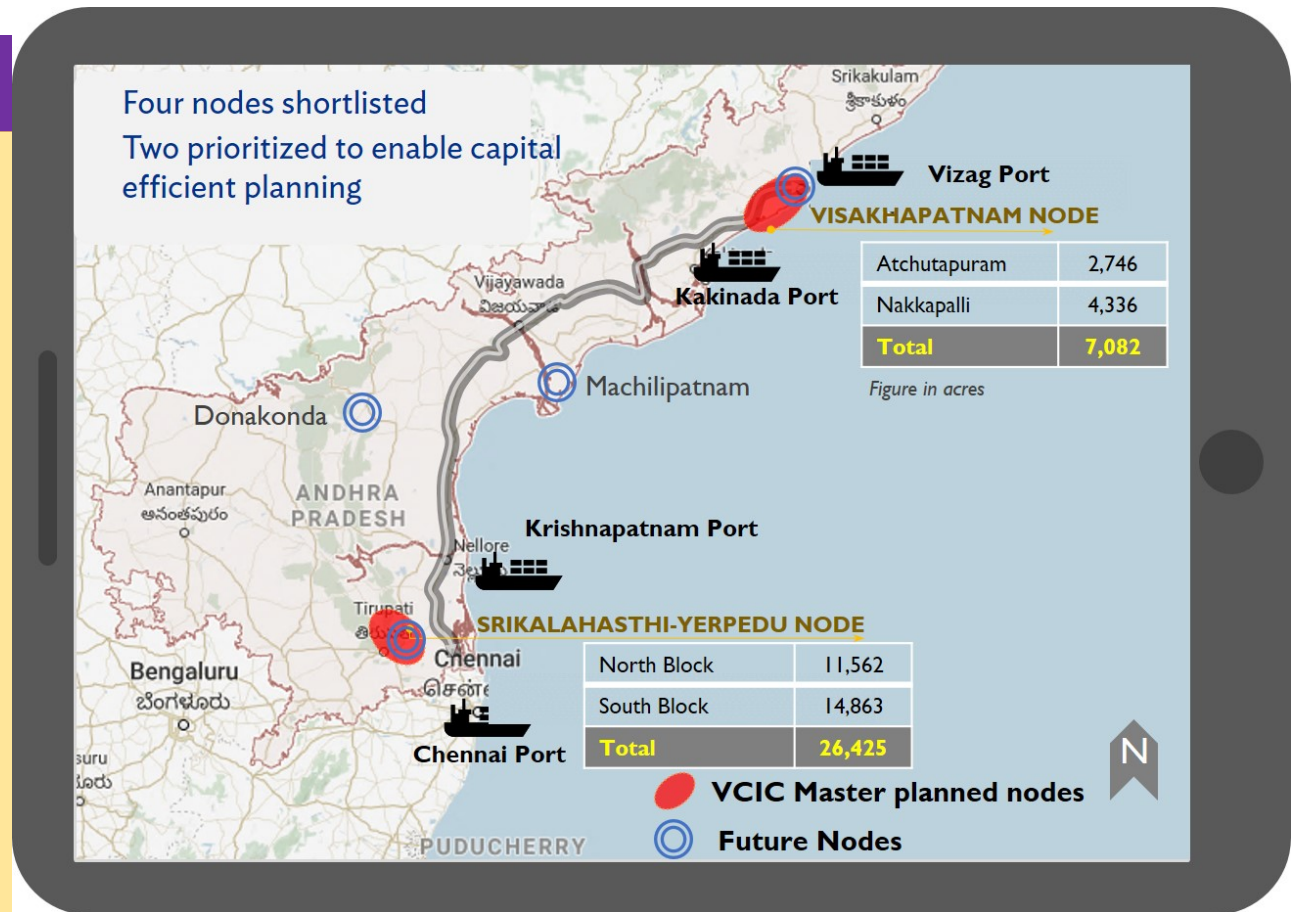 Four nodes shortlisted
Two prioritized to enable capital
efficient planning
Srikakulam
శ్రీకాకుళం
Vizag Port
VISAKHAPATNAM NODE
Atchutapuram 2,746
Nakkapalli 4,336
Total 7,082
Figure in acres
Kakinada Port
Vijayawada
విజయవాడ
Machilipatnam
Donakonda
Anantapur
అనంతపురం
ANDHRA
PRADESH
Krishnapatnam Port
Nellore
Tirupati
SRIKALAHASTHI-YERPEDU NODE
North Block 11,562
South Block 14,863
Total 26,425
Chennai
Bengaluru
ಬೆಂಗಳೂರು
Chennai Port
N
VCIC Master planned nodes
Future Nodes
PUDUCHERRY